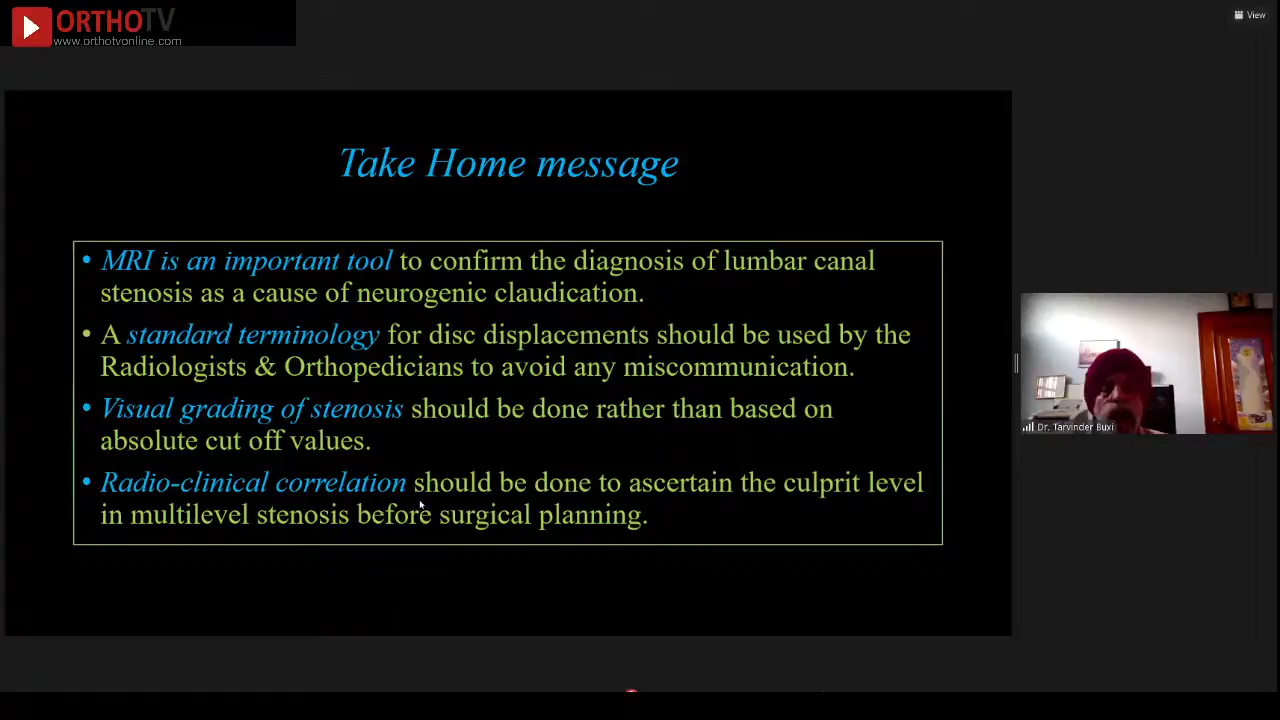 ORTHOTV
www.orthotvonline.com
View
Take Home message
• MRI is an important tool to confirm the diagnosis of lumbar canal
stenosis as a cause of neurogenic claudication.
• A standard terminology for disc displacements should be used by the
Radiologists & Orthopedicians to avoid any miscommunication.
• Visual grading of stenosis should be done rather than based on
absolute cut off values.
• Radio-clinical correlation should be done to ascertain the culprit level
in multilevel stenosis before surgical planning.
Dr. Tarvinder Buxi